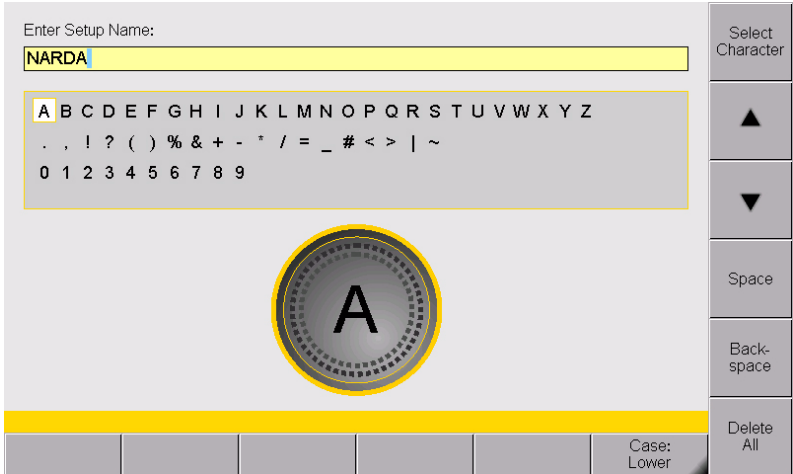 Enter Setup Name:
NARDA
A B C D E F G H I J K L M N O P Q R S T U V W X Y Z
. , ! ? ( ) % & + - * / = _ # < > | ~
0 1 2 3 4 5 6 7 8 9
A
Select
Character
▲
▼
Space
Back-
space
Delete
All
Case:
Lower